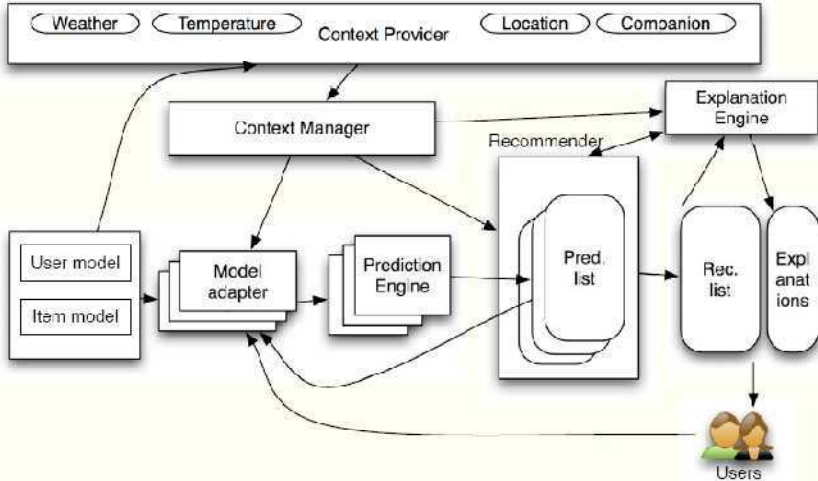 Weather
Temperature
Context Provider
Location
Companion
Context Manager
Explanation
Engine
Recommender
User model
Item model
Model
adapter
Prediction
Engine
Pred.
list
Rec.
list
Expl
anat
ions
Users